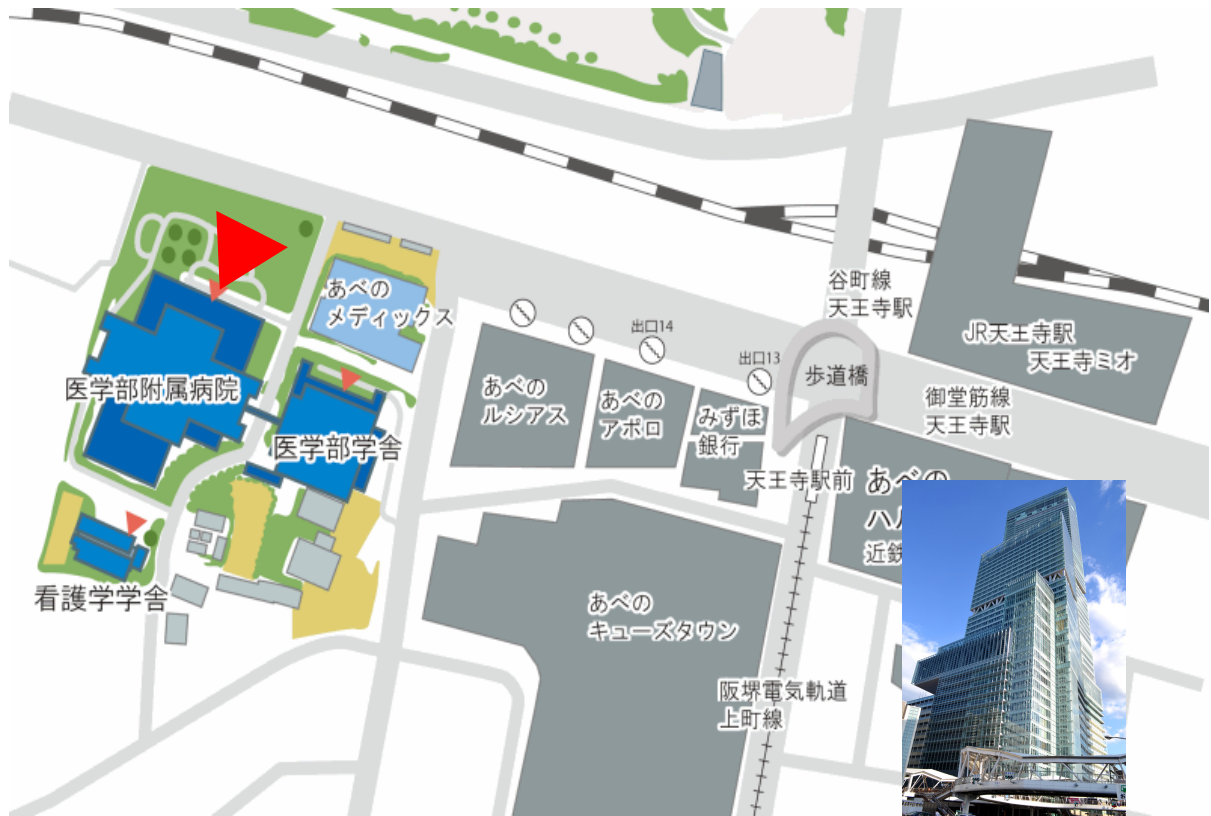 谷町線
天王寺駅
JR天王寺駅
天王寺ミオ
あべの
メディックス
出口14
出口13
歩道橋
医学部附属病院
あべの
ルシアス
あべの
アポロ
みずほ
銀行
御堂筋線
天王寺駅
医学部学舎
天王寺駅前
あべの
近鉄
看護学学舎
あべの
キューズタウン
阪堺電気軌道
上町線